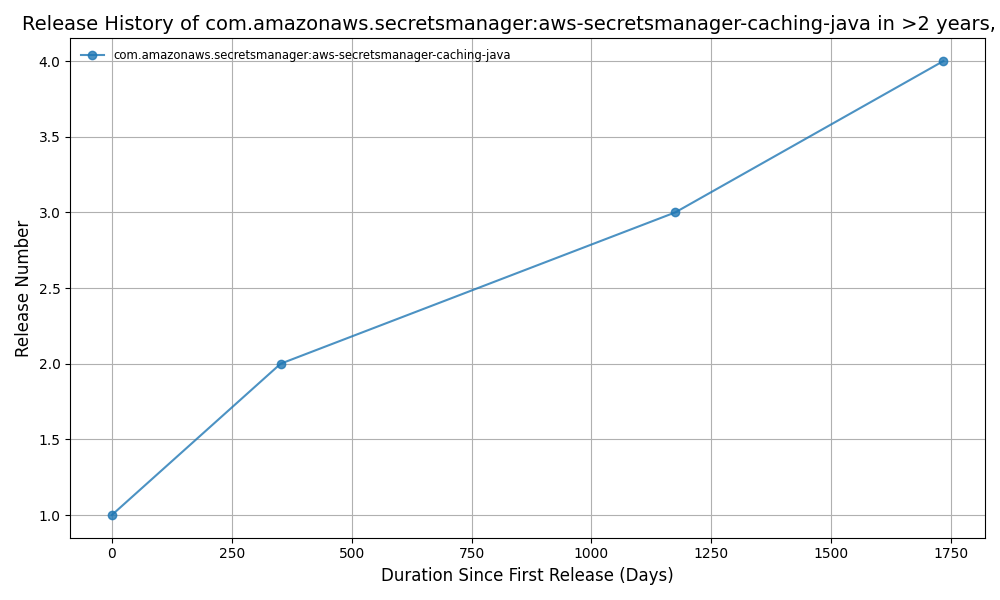 Release History of com.amazonaws.secretsmanager:aws-secretsmanager-caching-java in >2 years,
com.amazonaws.secretsmanager:aws-secretsmanager-caching-java
4.0
3.5
3.0
2.5
2.0
1.5
1.0
Release Number
0 250 500 750 1000 1250 1500 1750
Duration Since First Release (Days)